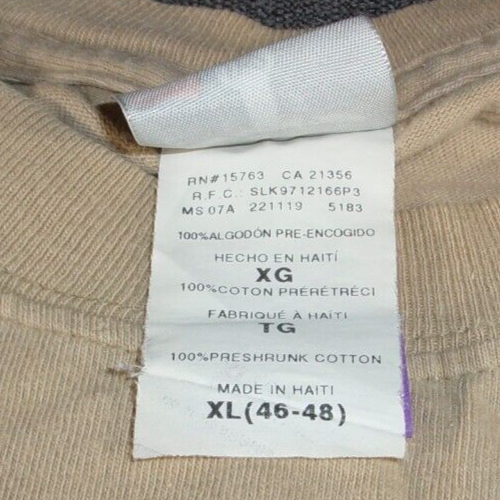 RN#15763 CA 21356
R.F.C.: SLK9712166P3
MS 07A 221119 5183
100%ALGODÓN PRE-ENCOGIDO
HECHO EN HAITÍ
XG
100%COTON PRÉRÉTRÉCI
FABRIQUÉ À HAÏTI
TG
100%PRESHRUNK COTTON
MADE IN HAITI
XL(46-48)